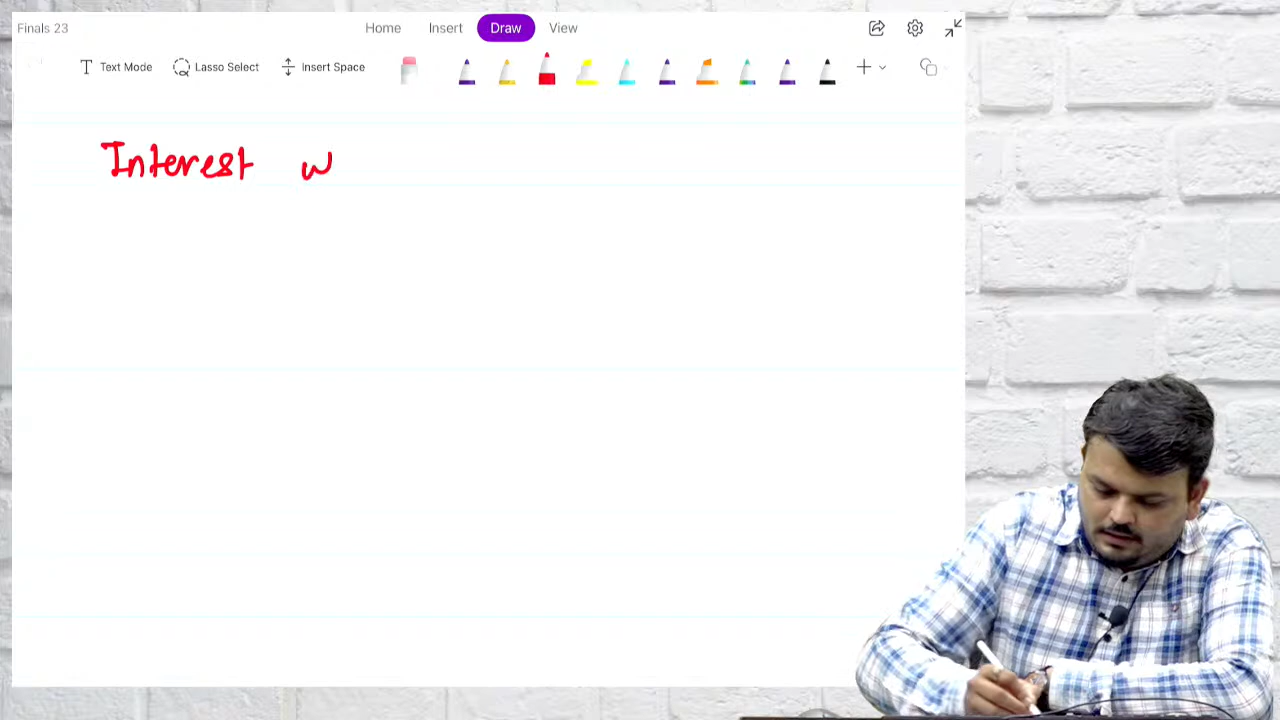 Finals 23
Home Insert Draw View
Text Mode Lasso Select Insert Space
Interest w